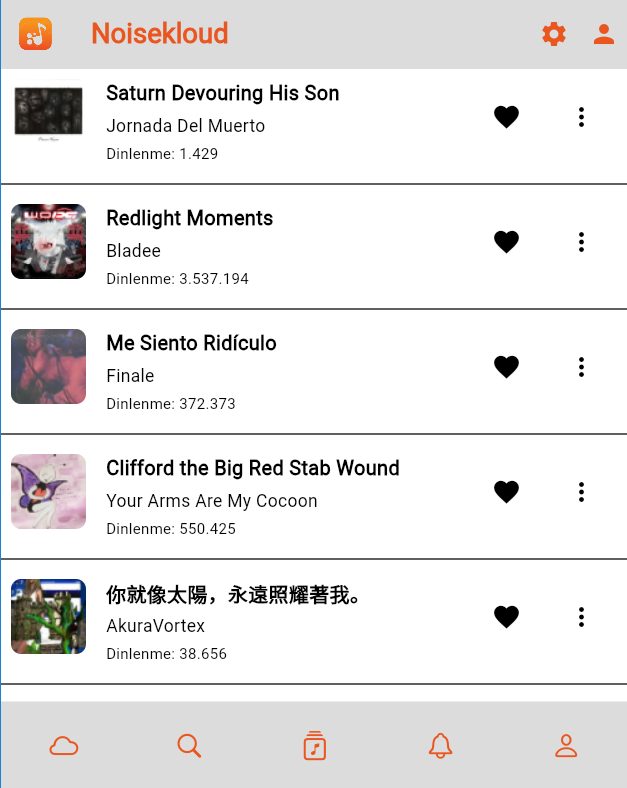 Noisekloud
Saturn Devouring His Son
Jornada Del Muerto
Dinlenme: 1.429
Redlight Moments
Bladee
Dinlenme: 3.537.194
Me Siento Ridículo
Finale
Dinlenme: 372.373
Clifford the Big Red Stab Wound
Your Arms Are My Cocoon
Dinlenme: 550.425
你就像太陽，永遠照耀著我。
AkuraVortex
Dinlenme: 38.656